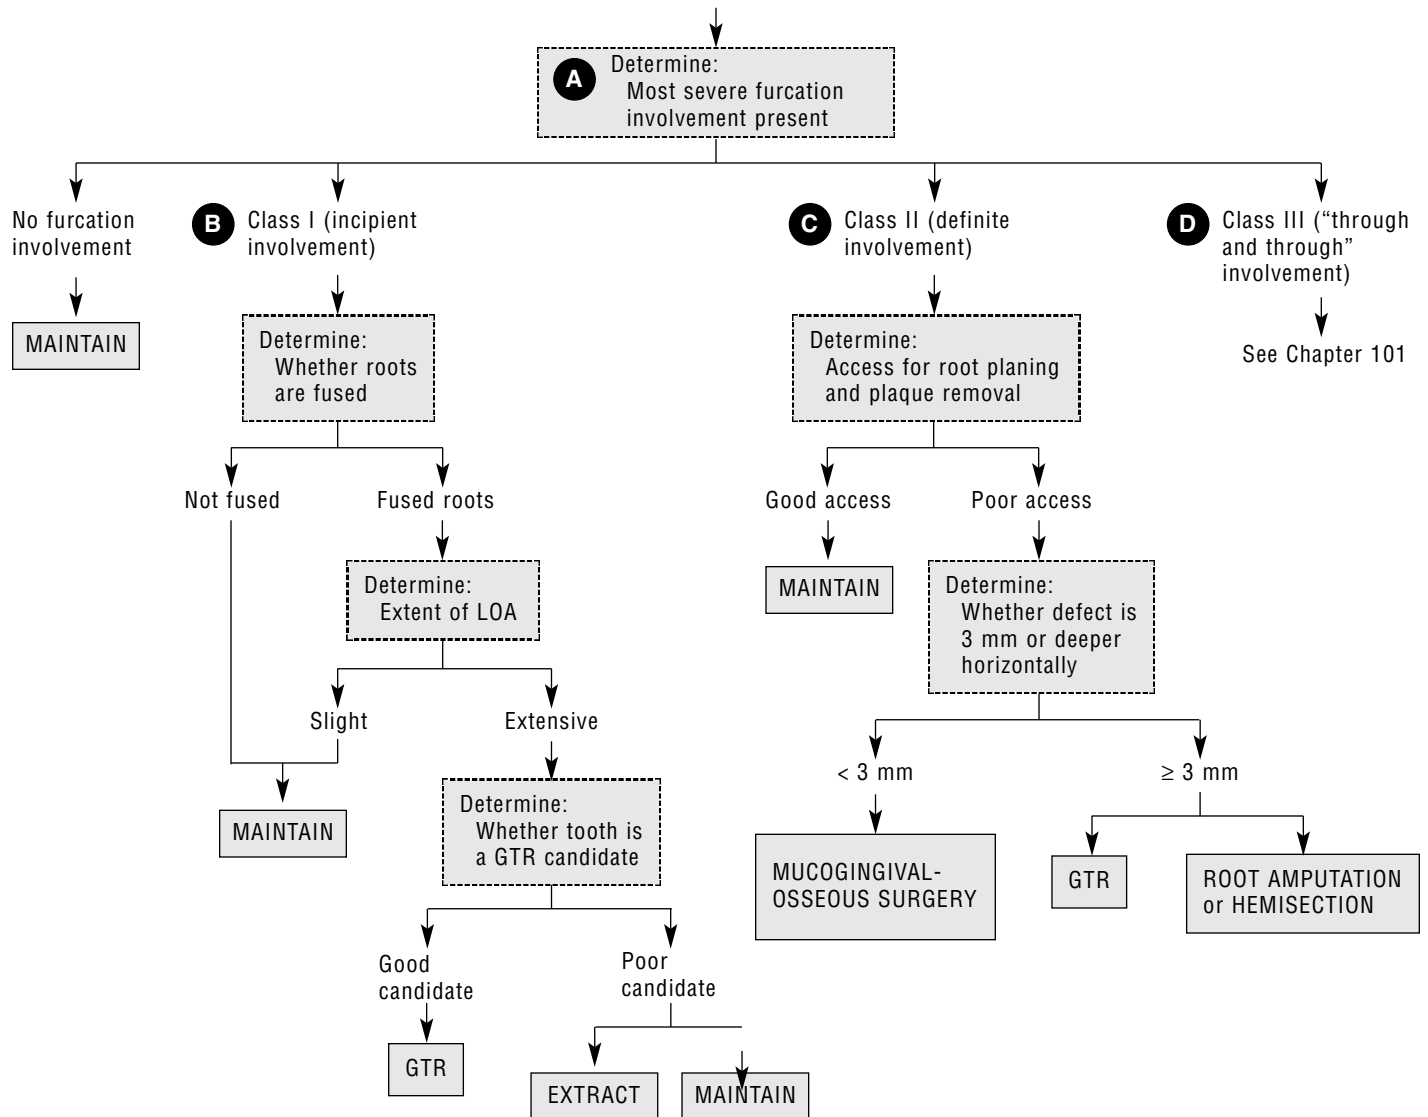 A
Determine:
Most severe furcation
involvement present
No furcation
involvement
MAINTAIN
B
Class I (incipient
involvement)
Determine:
Whether roots
are fused
Not fused
Fused roots
Determine:
Extent of LOA
Slight
Extensive
MAINTAIN
Determine:
Whether tooth is
a GTR candidate
Good
candidate
GTR
Poor
candidate
EXTRACT
MAINTAIN
C
Class II (definite
involvement)
Determine:
Access for root planing
and plaque removal
Good access
MAINTAIN
Poor access
Determine:
Whether defect is
3 mm or deeper
horizontally
< 3 mm
MUCOGINGIVAL-
OSSEOUS SURGERY
≥ 3 mm
GTR
ROOT AMPUTATION
or HEMISECTION
D
Class III (“through
and through”
involvement)
See Chapter 101